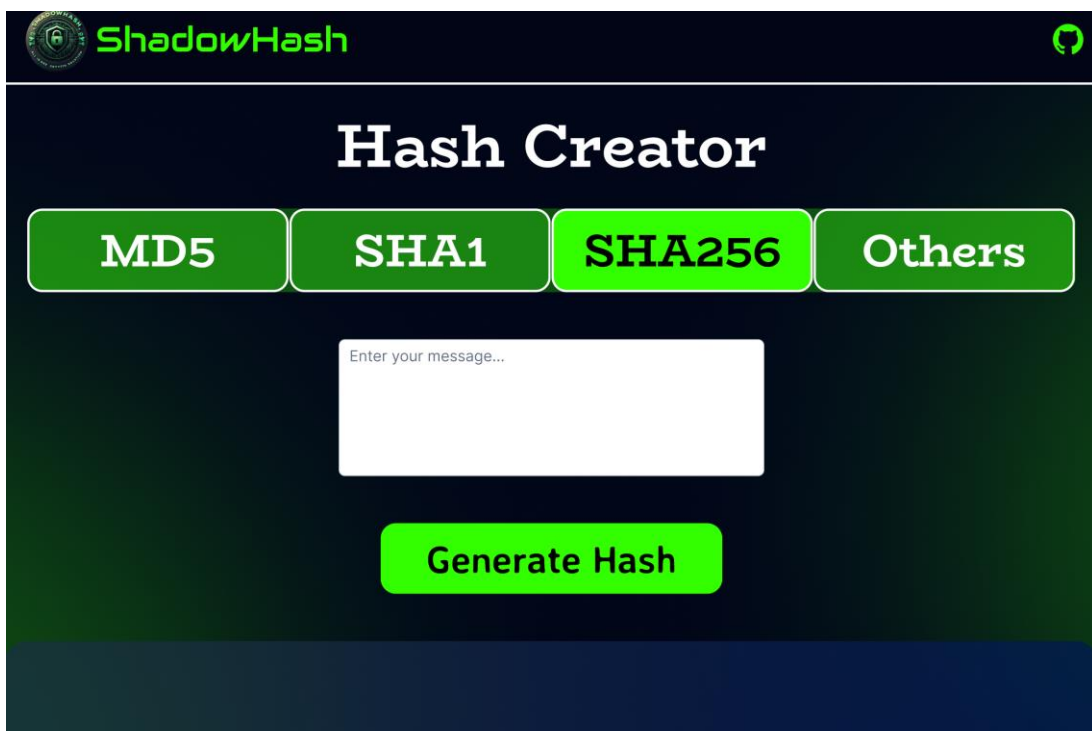 ShadowHash
Hash Creator
MD5 SHA1 SHA256 Others
Enter your message...
Generate Hash